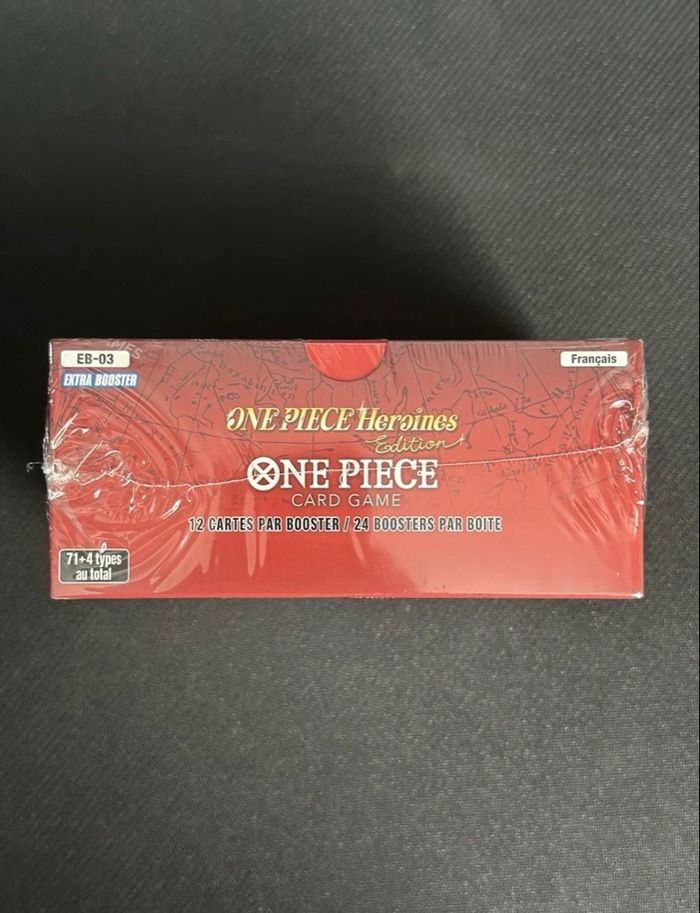 EB-03
Français
EXTRA BOOSTER
ONE PIECE Heroines
Edition
ONE PIECE
CARD GAME
12 CARTES PAR BOOSTER / 24 BOOSTERS PAR BOITE
71+4 types
au total